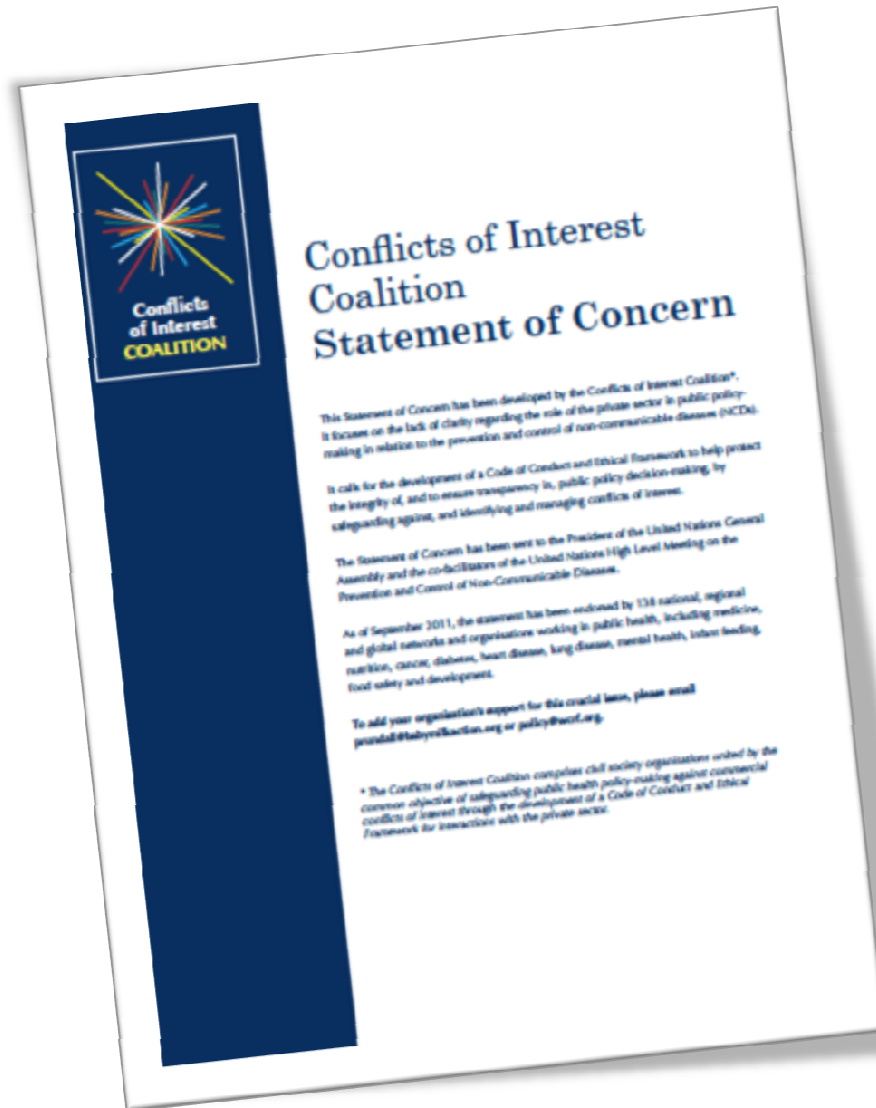 Conflicts
of Interest
COALITION
Conflicts of Interest
Coalition
Statement of Concern
This Statement of Concern has been developed by the Conflicts of Interest Coalition*.
It focuses on the lack of clarity regarding the role of the private sector in public policy-
making in relation to the prevention and control of non-communicable diseases (NCDs).
It calls for the development of a Code of Conduct and Ethical Framework to help protect
the integrity of, and to ensure transparency in, public policy decision-making, by
safeguarding against, and identifying and managing conflicts of interest.
The Statement of Concern has been sent to the President of the United Nations General
Assembly and the co-facilitators of the United Nations High Level Meeting on the
Prevention and Control of Non-Communicable Diseases.
As of September 2011, the statement has been endorsed by national, regional
and global networks and organisations working in public health, including medicine,
nutrition, cancer, diabetes, heart disease, lung disease, mental health, infant feeding,
food safety and development.
To add your organisation's support for this crucial issue, please email
prundall@babymilkaction.org or policy@wcrf.org.
* The Conflicts of Interest Coalition comprises civil society organisations united by the
common objective of safeguarding public health policy-making against commercial
conflicts of interest through the development of a Code of Conduct and Ethical
Framework for interactions with the private sector.